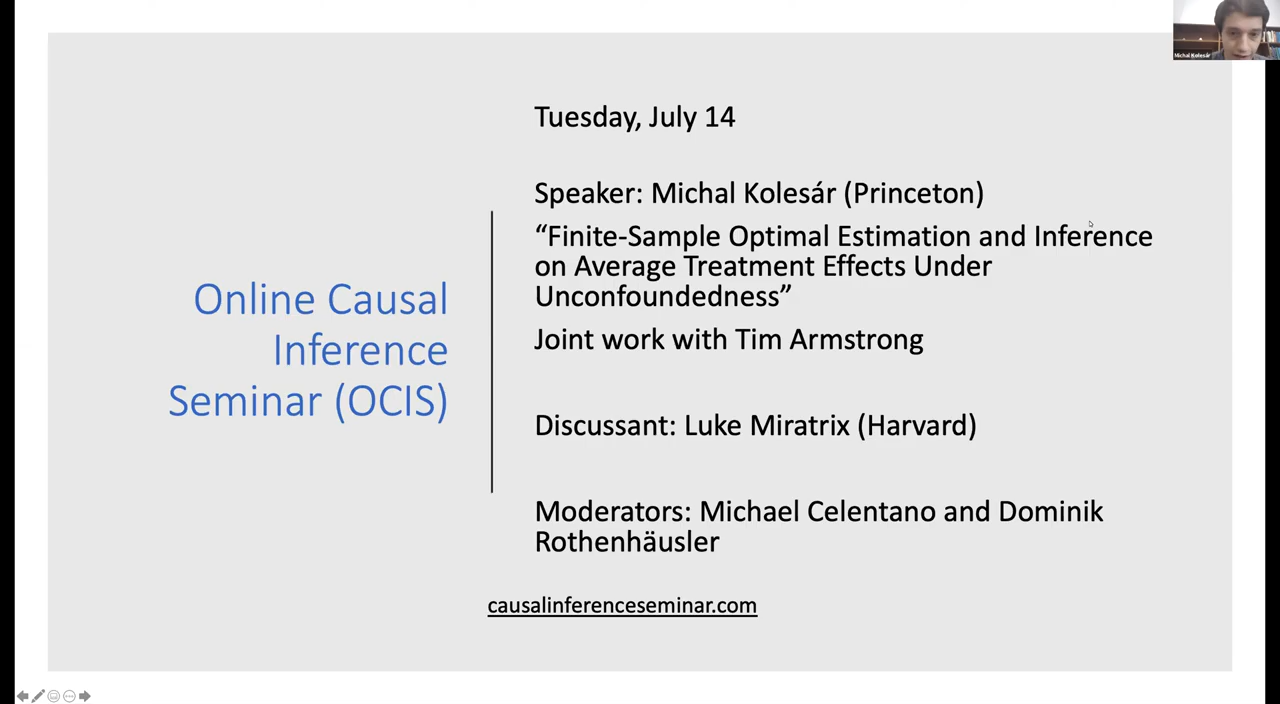 Michal Kolesár
Tuesday, July 14
Speaker: Michal Kolesár (Princeton)
“Finite-Sample Optimal Estimation and Inference
on Average Treatment Effects Under
Unconfoundedness”
Joint work with Tim Armstrong
Online Causal
Inference
Seminar (OCIS)
Discussant: Luke Miratrix (Harvard)
Moderators: Michael Celentano and Dominik
Rothenhäusler
causalinferenceseminar.com